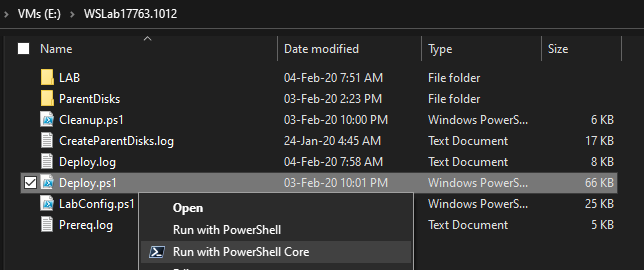 VMs (E:) > WSLab17763.1012
Name Date modified Type Size
LAB 04-Feb-20 7:51 AM File folder
ParentDisks 03-Feb-20 2:23 PM File folder
Cleanup.ps1 03-Feb-20 10:00 PM Windows PowerS... 6 KB
CreateParentDisks.log 24-Jan-20 4:45 AM Text Document 17 KB
Deploy.log 04-Feb-20 7:58 AM Text Document 8 KB
Deploy.ps1 03-Feb-20 10:01 PM Windows PowerS... 66 KB
LabConfig.ps1 Windows PowerS... 25 KB
Prereq.log Text Document 5 KB
Open
Run with PowerShell
Run with PowerShell Core